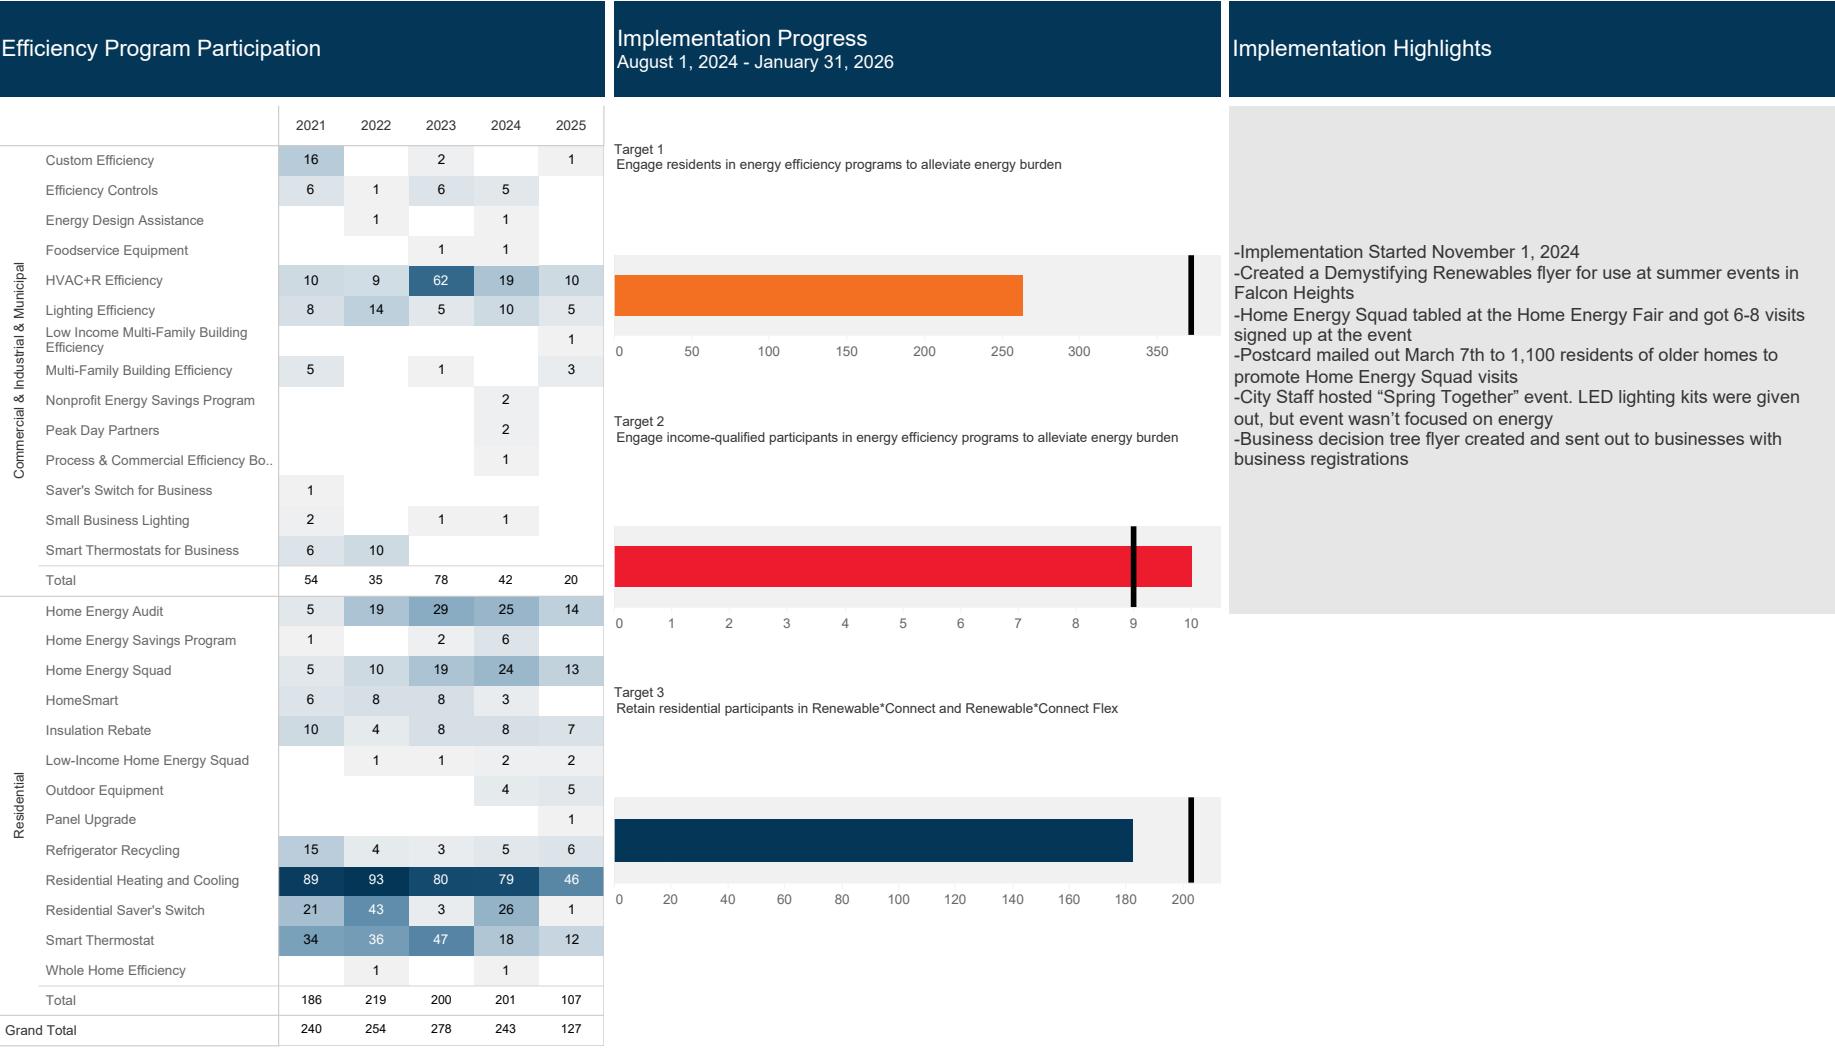 Efficiency Program Participation
2021 2022 2023 2024 2025
Commercial & Industrial & Municipal
Custom Efficiency 16 2 1
Efficiency Controls 6 1 6 5
Energy Design Assistance 1 1
Foodservice Equipment 1 1
HVAC+R Efficiency 10 9 62 19 10
Lighting Efficiency 8 14 5 10 5
Low Income Multi-Family Building
Efficiency 1
Multi-Family Building Efficiency 5 1 3
Nonprofit Energy Savings Program 2
Peak Day Partners 2
Process & Commercial Efficiency Bo.. 1
Saver's Switch for Business 1
Small Business Lighting 2 1 1
Smart Thermostats for Business 6 10
Total 54 35 78 42 20
Residential
Home Energy Audit 5 19 29 25 14
Home Energy Savings Program 1 2 6
Home Energy Squad 5 10 19 24 13
HomeSmart 6 8 8 3
Insulation Rebate 10 4 8 8 7
Low-Income Home Energy Squad 1 1 2 2
Outdoor Equipment 4 5
Panel Upgrade 1
Refrigerator Recycling 15 4 3 5 6
Residential Heating and Cooling 89 93 80 79 46
Residential Saver's Switch 21 43 3 26 1
Smart Thermostat 34 36 47 18 12
Whole Home Efficiency 1 1
Total 186 219 200 201 107
Grand Total 240 254 278 243 127
Implementation Progress
August 1, 2024 - January 31, 2026
Target 1
Engage residents in energy efficiency programs to alleviate energy burden
0 50 100 150 200 250 300 350
Target 2
Engage income-qualified participants in energy efficiency programs to alleviate energy burden
0 1 2 3 4 5 6 7 8 9 10
Target 3
Retain residential participants in Renewable*Connect and Renewable*Connect Flex
0 20 40 60 80 100 120 140 160 180 200
Implementation Highlights
-Implementation Started November 1, 2024
-Created a Demystifying Renewables flyer for use at summer events in
Falcon Heights
-Home Energy Squad tabled at the Home Energy Fair and got 6-8 visits
signed up at the event
-Postcard mailed out March 7th to 1,100 residents of older homes to
promote Home Energy Squad visits
-City Staff hosted “Spring Together” event. LED lighting kits were given
out, but event wasn’t focused on energy
-Business decision tree flyer created and sent out to businesses with
business registrations